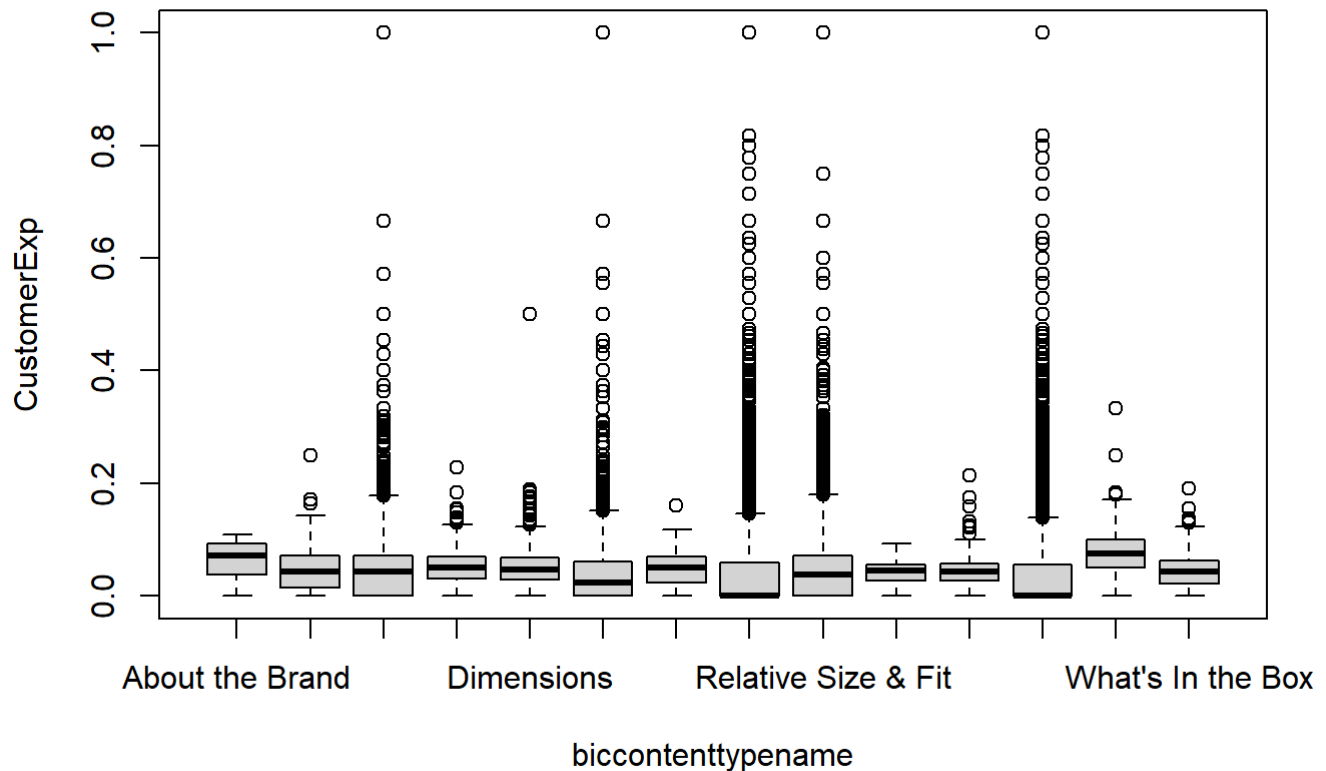 1.0
0.8
0.6
0.4
0.2
0.0
CustomerExp
About the Brand Dimensions Relative Size & Fit What's In the Box
biccontenttypename